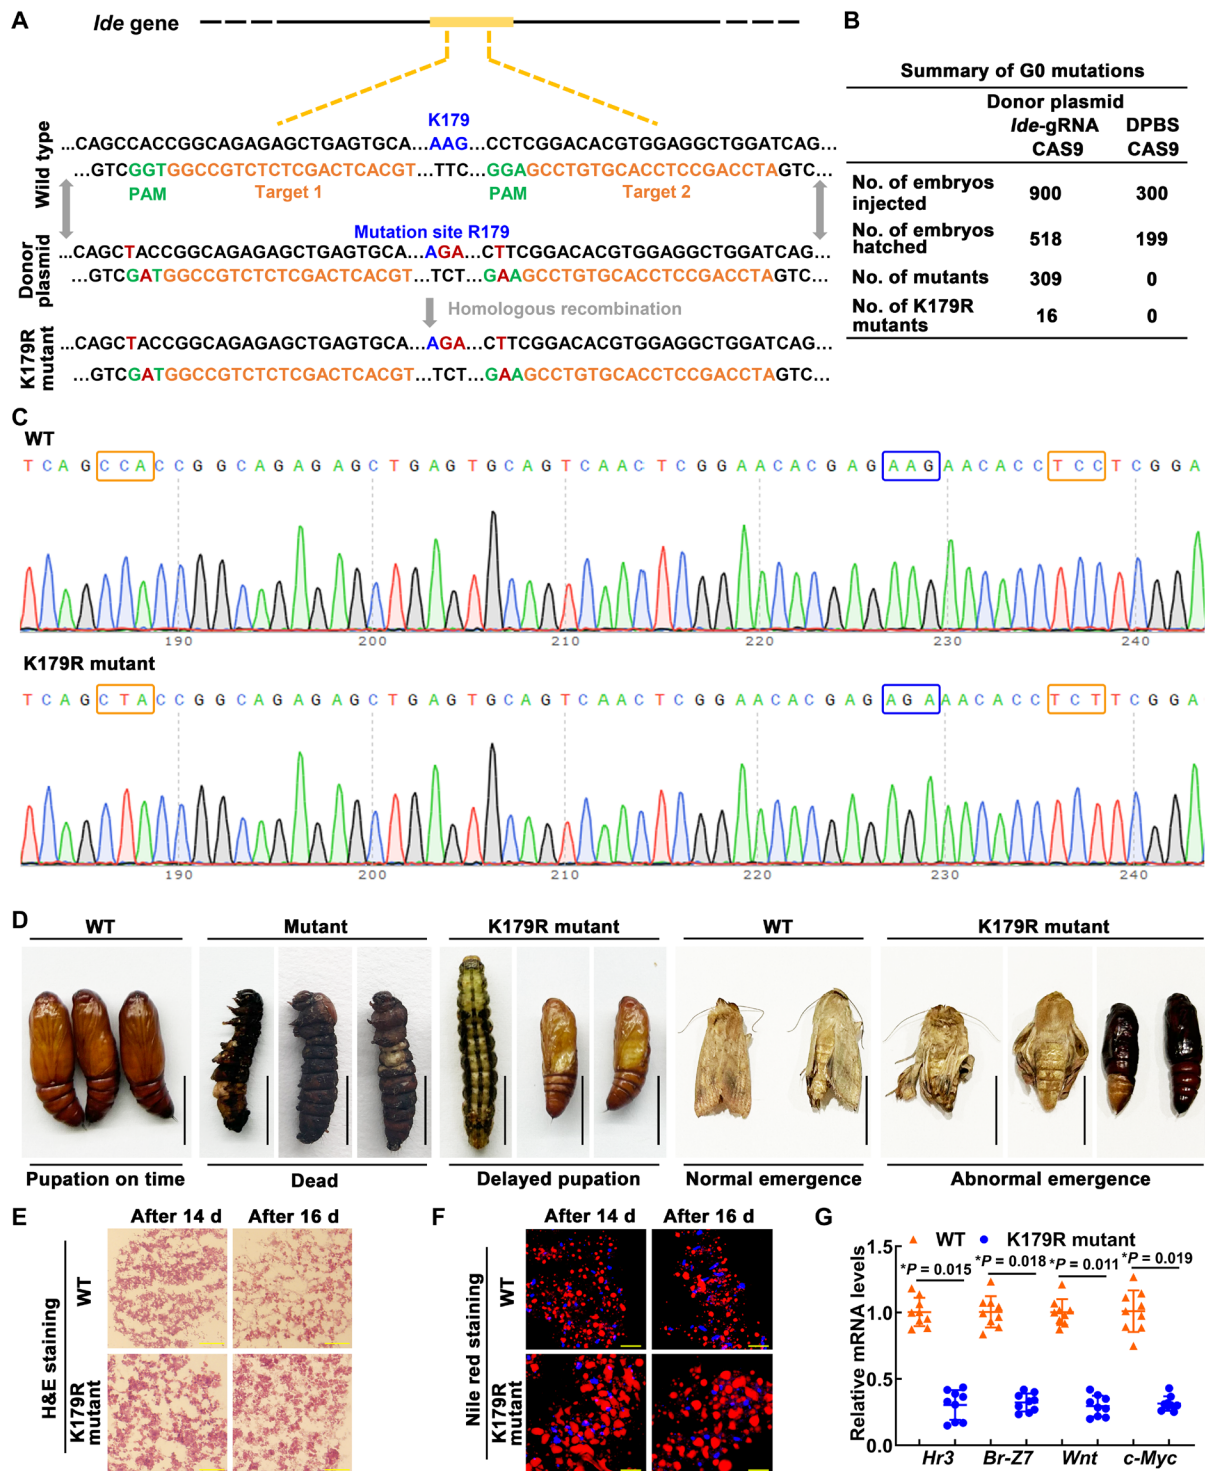 A
Ide gene
Wild type
K179
...CAGCCACCGGCAGAGAGCTGAGTGCA...AAG...CCTCGGACACGTGGAGGCTGGATCAG...
...GTCGGTGGCCGTCTCTCGACTCACGT...TTC...GGAGCCTGTGCACCTCCGACCTAGTC...
PAM Target 1 PAM Target 2
Donor plasmid
Mutation site R179
...CAGCTACCGGCAGAGAGCTGAGTGCA...AGA...CTTCGGACACGTGGAGGCTGGATCAG...
...GTCGATGGCCGTCTCTCGACTCACGT...TCT...GAAGCCTGTGCACCTCCGACCTAGTC...
Homologous recombination
K179R mutant
...CAGCTACCGGCAGAGAGCTGAGTGCA...AGA...CTTCGGACACGTGGAGGCTGGATCAG...
...GTCGATGGCCGTCTCTCGACTCACGT...TCT...GAAGCCTGTGCACCTCCGACCTAGTC...
B
Summary of G0 mutations
Donor plasmid
Ide-gRNA DPBS
CAS9 CAS9
No. of embryos injected 900 300
No. of embryos hatched 518 199
No. of mutants 309 0
No. of K179R mutants 16 0
C
WT
T C A G C C A C C G G C A G A G A G C T G A G T G C A G T C A A C T C G G A A C A C G A G A A G A A C A C C T C C T C G G A
190 200 210 220 230 240
K179R mutant
T C A G C T A C C G G C A G A G A G C T G A G T G C A G T C A A C T C G G A A C A C G A G A G A A A C A C C T C T T C G G A
190 200 210 220 230 240
D
WT Mutant K179R mutant WT K179R mutant
Pupation on time Dead Delayed pupation Normal emergence Abnormal emergence
E
After 14 d After 16 d
H&E staining
WT
K179R mutant
F
After 14 d After 16 d
Nile red staining
WT
K179R mutant
G
WT K179R mutant
Relative mRNA levels
1.5
1.0
0.5
0.0
*P = 0.015 *P = 0.018 *P = 0.011 *P = 0.019
Hr3 Br-Z7 Wnt c-Myc